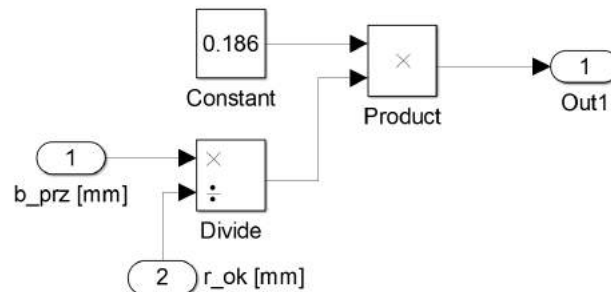 0.186
Constant
×
Product
1
Out1
1
b_prz [mm]
×
÷
Divide
2
r_ok [mm]